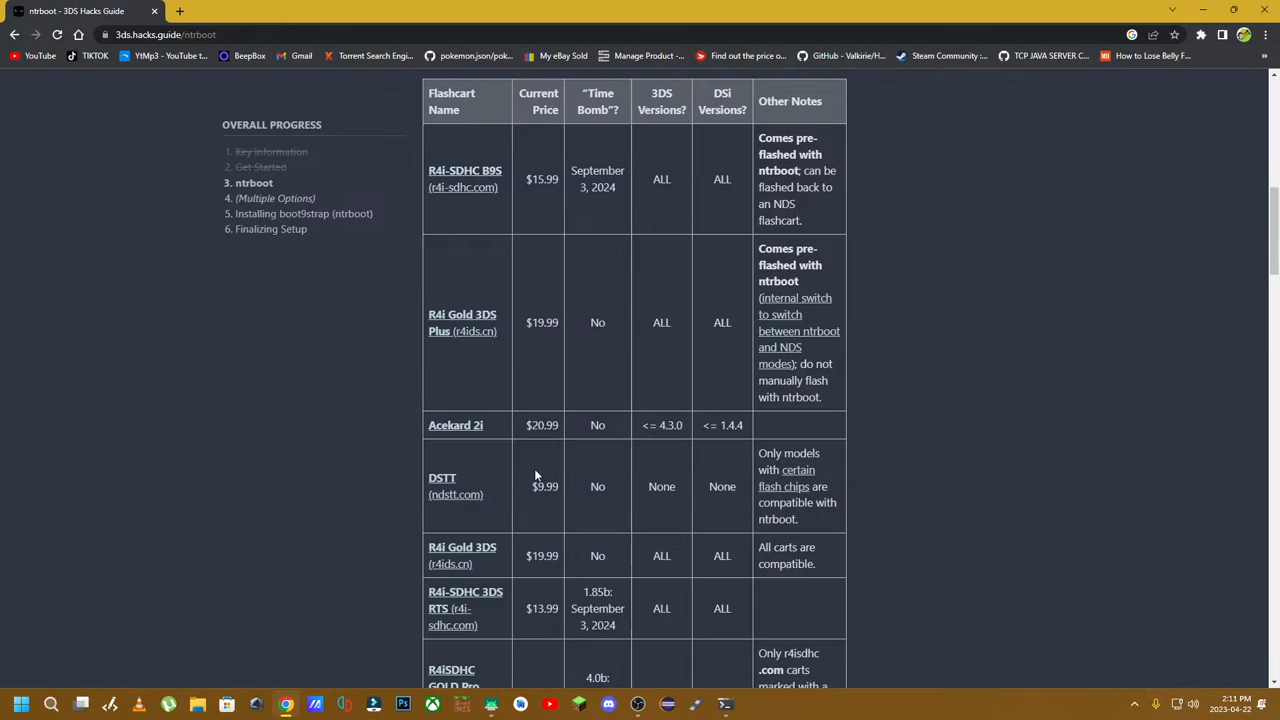 ntrboot - 3DS Hacks Guide
3ds.hacks.guide/ntrboot
YouTube TIKTOK YtMp3 - YouTube t... BeepBox Gmail Torrent Search Engi... pokemon.json/pok... My eBay Sold Manage Product -... Find out the price o... GitHub - Valkirie/H... Steam Community :... TCP JAVA SERVER C... How to Lose Belly F...
OVERALL PROGRESS
1. Key Information
2. Get Started
3. ntrboot
4. (Multiple Options)
5. Installing boot9strap (ntrboot)
6. Finalizing Setup
Flashcart Current "Time 3DS DSi Other Notes
Name Price Bomb"? Versions? Versions?
R4i-SDHC B9S
(r4i-sdhc.com)
$15.99
September
3, 2024
ALL
ALL
Comes pre-
flashed with
ntrboot; can be
flashed back to
an NDS
flashcart.
R4i Gold 3DS
Plus (r4ids.cn)
$19.99
No
ALL
ALL
Comes pre-
flashed with
ntrboot
(internal switch
to switch
between ntrboot
and NDS
modes); do not
manually flash
with ntrboot.
Acekard 2i $20.99 No <= 4.3.0 <= 1.4.4
DSTT
(ndstt.com)
$9.99
No
None
None
Only models
with certain
flash chips are
compatible with
ntrboot.
R4i Gold 3DS
(r4ids.cn)
$19.99
No
ALL
ALL
All carts are
compatible.
R4i-SDHC 3DS
RTS (r4i-
sdhc.com)
$13.99
1.85b:
September
3, 2024
ALL
ALL
R4iSDHC
GOLD Pro
4.0b:
Only r4isdhc
.com carts
marked with a
2:11 PM
2023-04-22